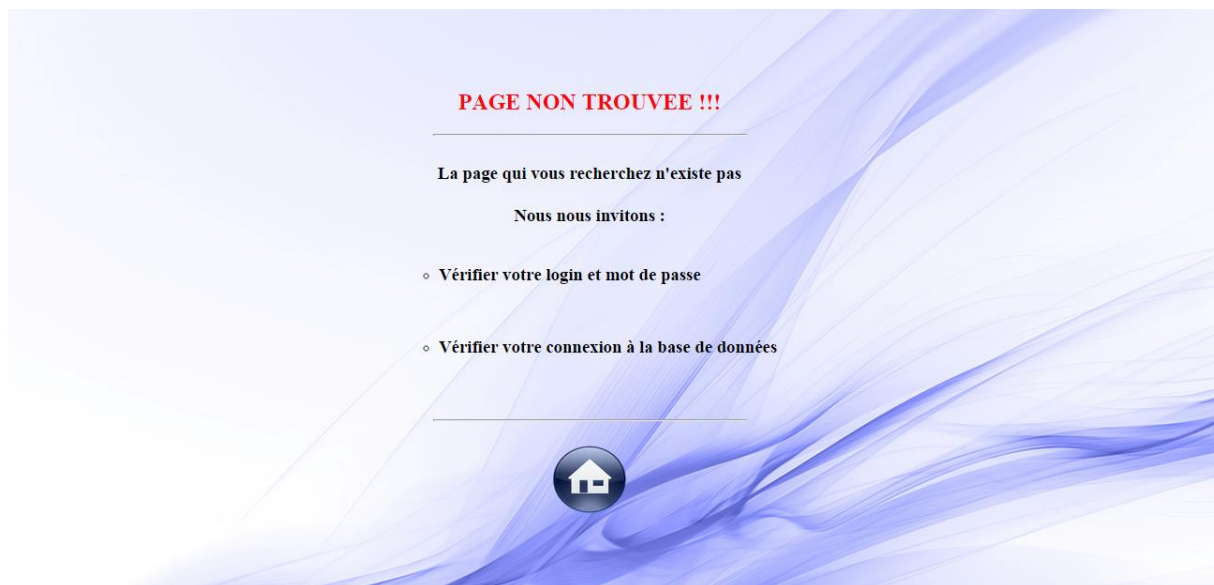 PAGE NON TROUVEE !!!
La page qui vous recherchez n'existe pas
Nous nous invitons :
Vérifier votre login et mot de passe
Vérifier votre connexion à la base de données